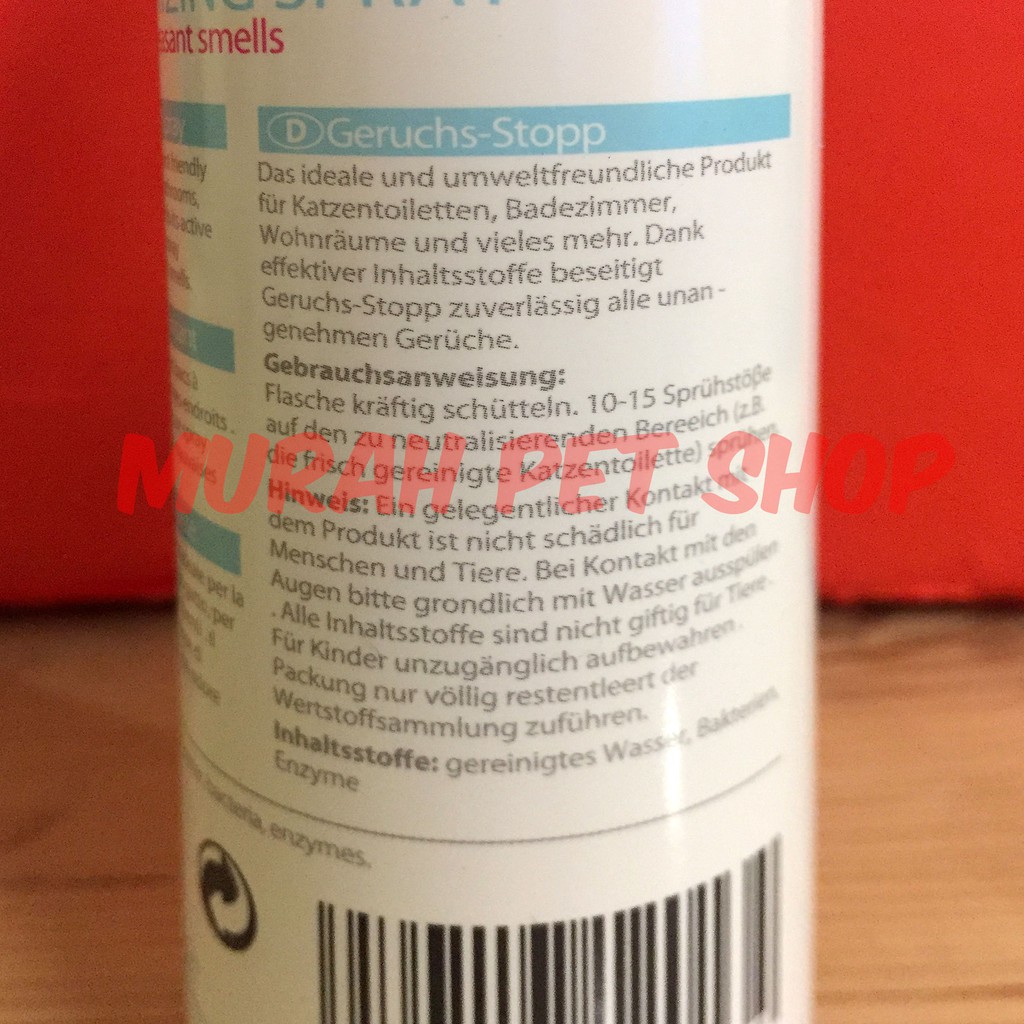 ZING SPRAY
asant smells
D Geruchs-Stopp
Das ideale und umweltfreundliche Produkt
für Katzentoiletten, Badezimmer,
Wohnräume und vieles mehr. Dank
effektiver Inhaltsstoffe beseitigt
Geruchs-Stopp zuverlässig alle unan-
genehmen Gerüche.
Gebrauchsanweisung:
Flasche kräftig schütteln. 10-15 Sprühstöße
auf den zu neutralisierenden Bereeich (z.B.
die frisch gereinigte Katzentoilette) sprühen.
Hinweis: Ein gelegentlicher Kontakt mit
dem Produkt ist nicht schädlich für
Menschen und Tiere. Bei Kontakt mit den
Augen bitte grondlich mit Wasser ausspülen
. Alle Inhaltsstoffe sind nicht giftig für Tiere.
Für Kinder unzugänglich aufbewahren.
Packung nur völlig restentleert der
Wertstoffsammlung zuführen.
Inhaltsstoffe: gereinigtes Wasser, Bakterien,
Enzyme
bacteria, enzymes.
MURAH PET SHOP